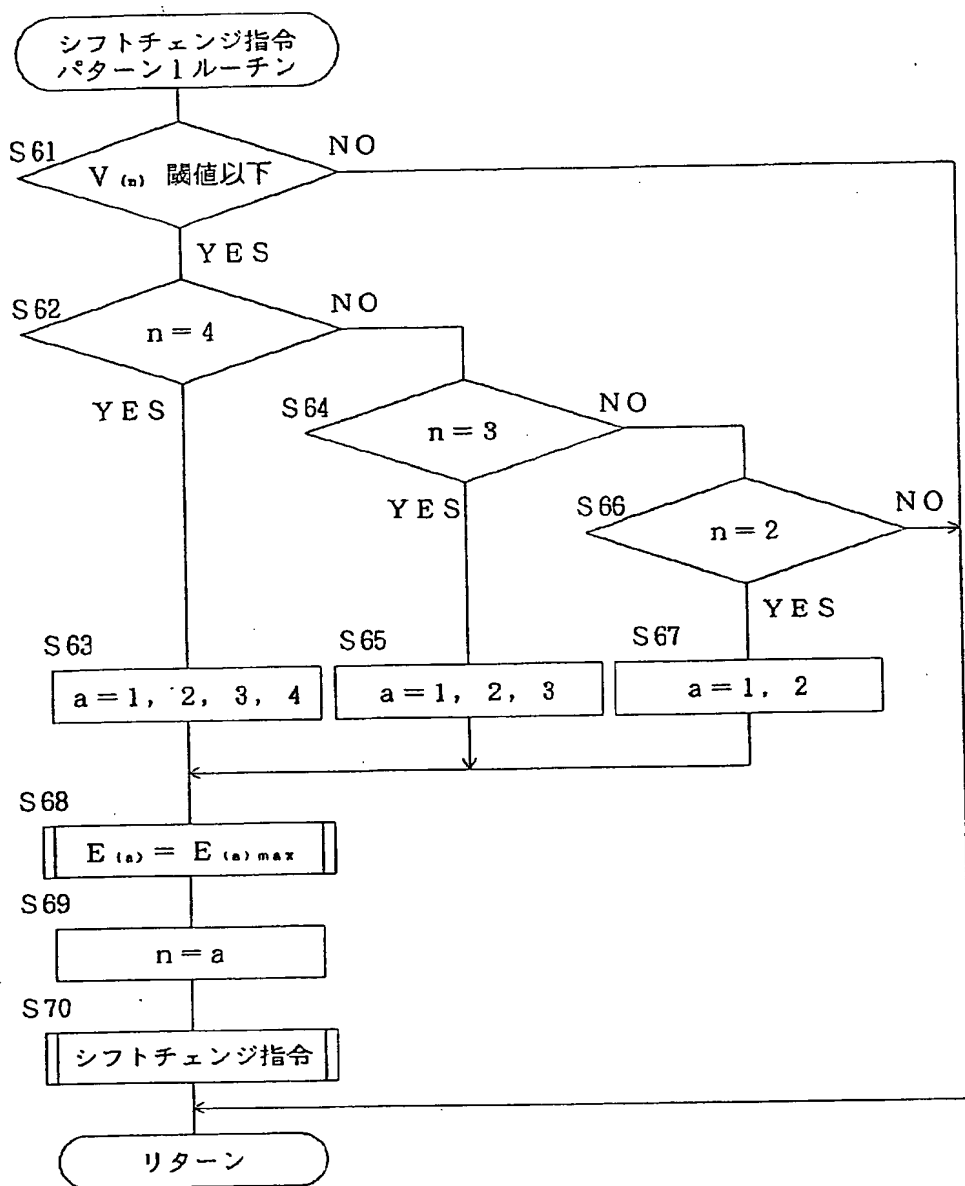 シフトチェンジ指令
パターン1ルーチン
S61
V(n) 閾値以下
NO
YES
S62
n=4
NO
YES
S64
n=3
NO
YES
S66
n=2
NO
YES
S63
a=1, 2, 3, 4
S65
a=1, 2, 3
S67
a=1, 2
S68
E(a) = E(a)max
S69
n=a
S70
シフトチェンジ指令
リターン